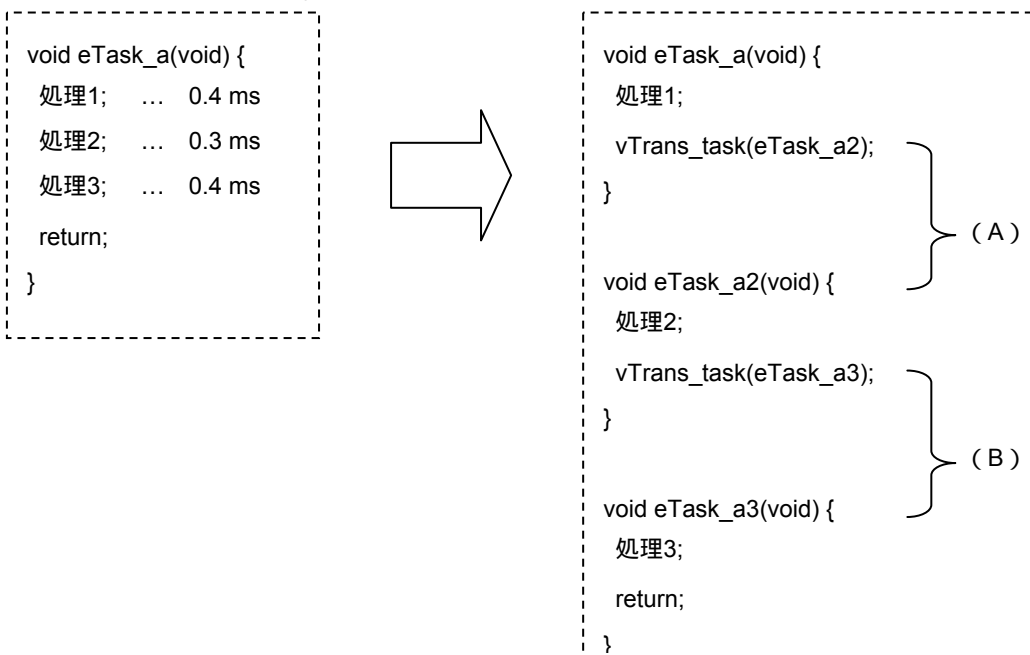 void eTask_a(void) {
処理1; … 0.4 ms
処理2; … 0.3 ms
処理3; … 0.4 ms
return;
}
void eTask_a(void) {
処理1;
vTrans_task(eTask_a2);
}
(A)
void eTask_a2(void) {
処理2;
vTrans_task(eTask_a3);
}
(B)
void eTask_a3(void) {
処理3;
return;
}